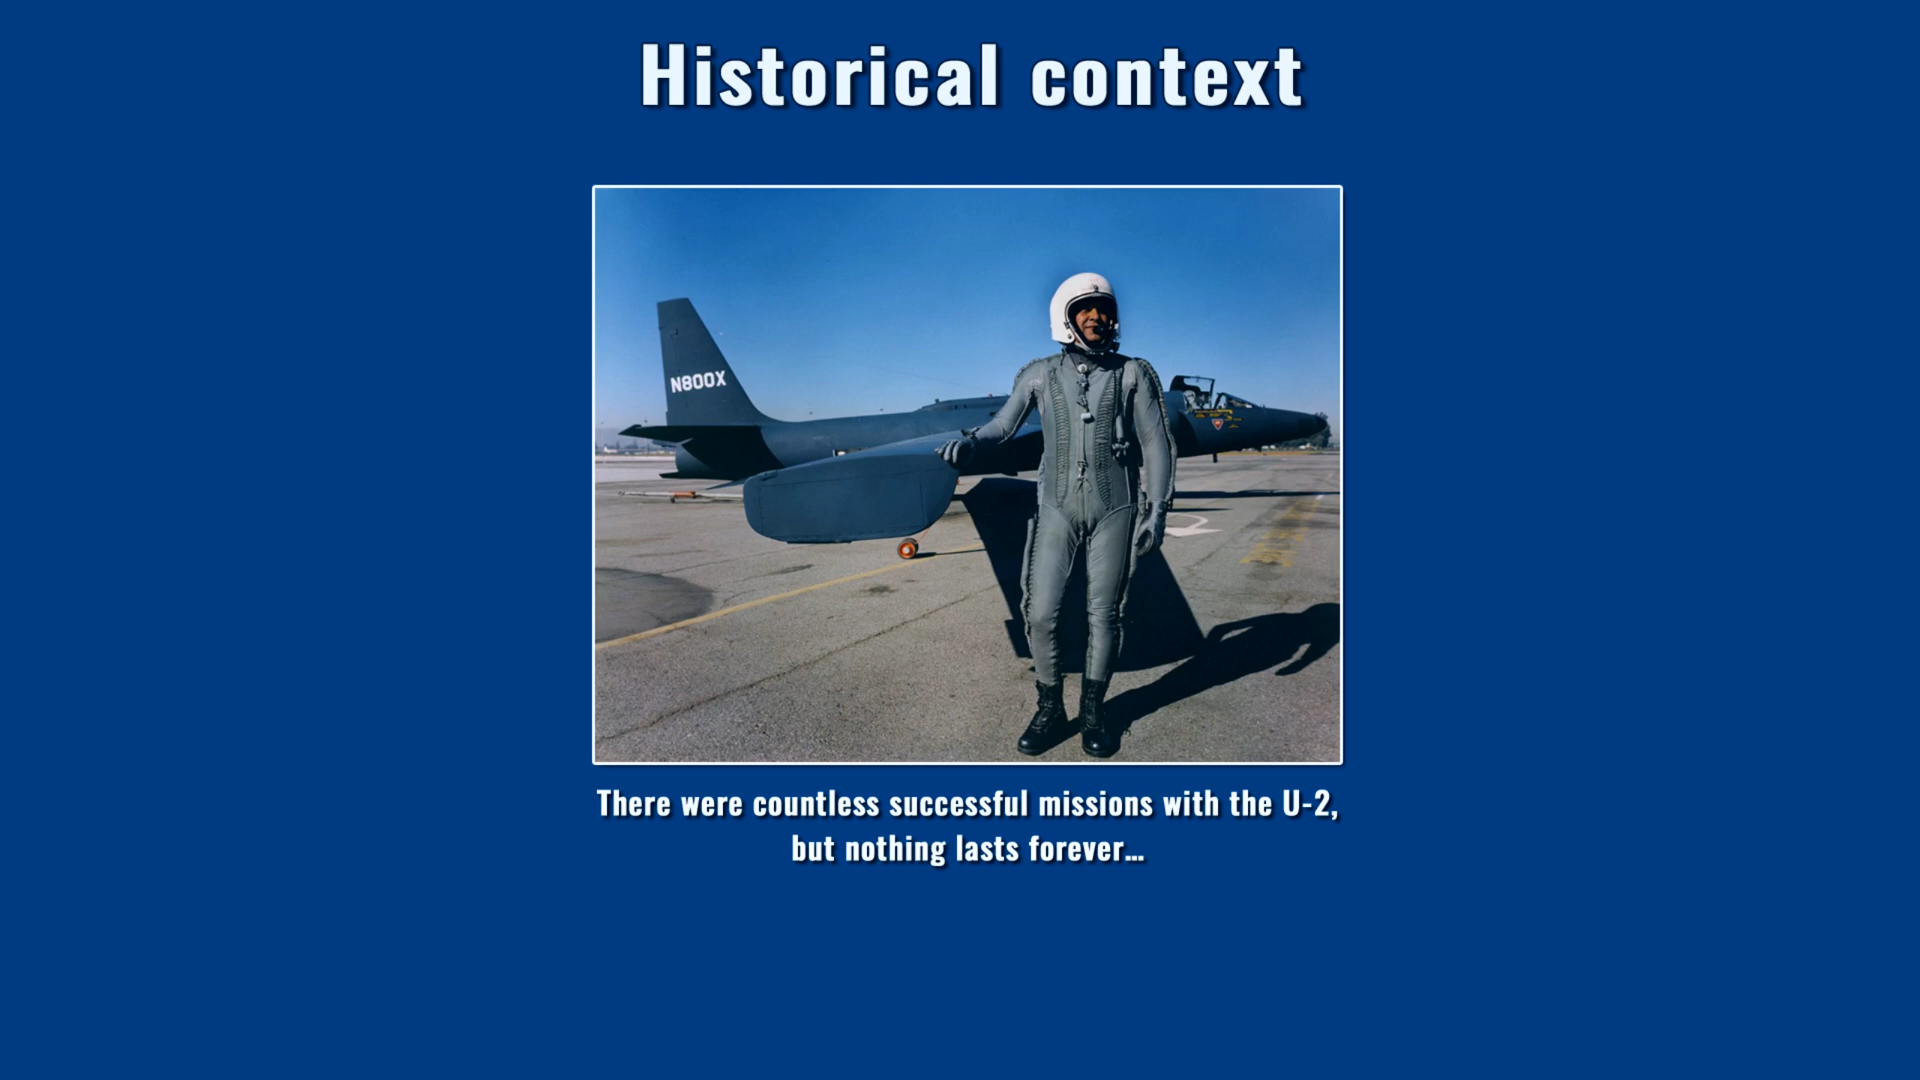 Historical context
N800X
There were countless successful missions with the U-2,
but nothing lasts forever...